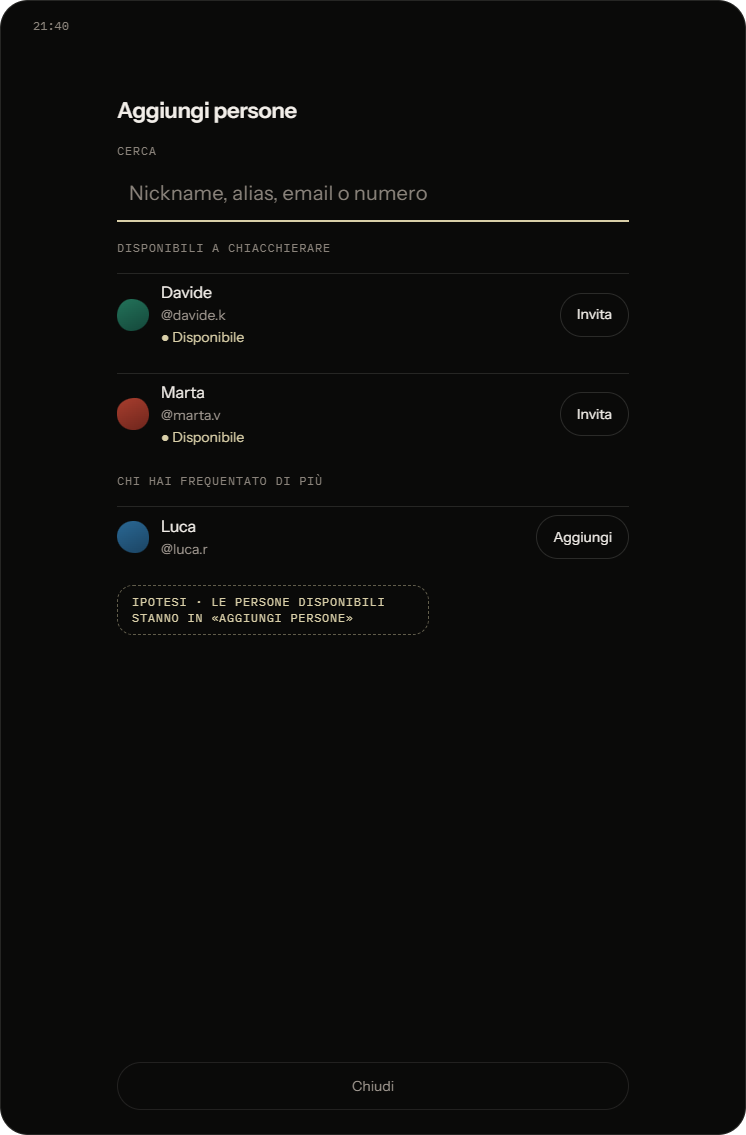 21:40
Aggiungi persone
CERCA
Nickname, alias, email o numero
DISPONIBILI A CHIACCHIERARE
Davide
@davide.k
● Disponibile
Invita
Marta
@marta.v
● Disponibile
Invita
CHI HAI FREQUENTATO DI PIÙ
Luca
@luca.r
Aggiungi
IPOTESI · LE PERSONE DISPONIBILI
STANNO IN «AGGIUNGI PERSONE»
Chiudi